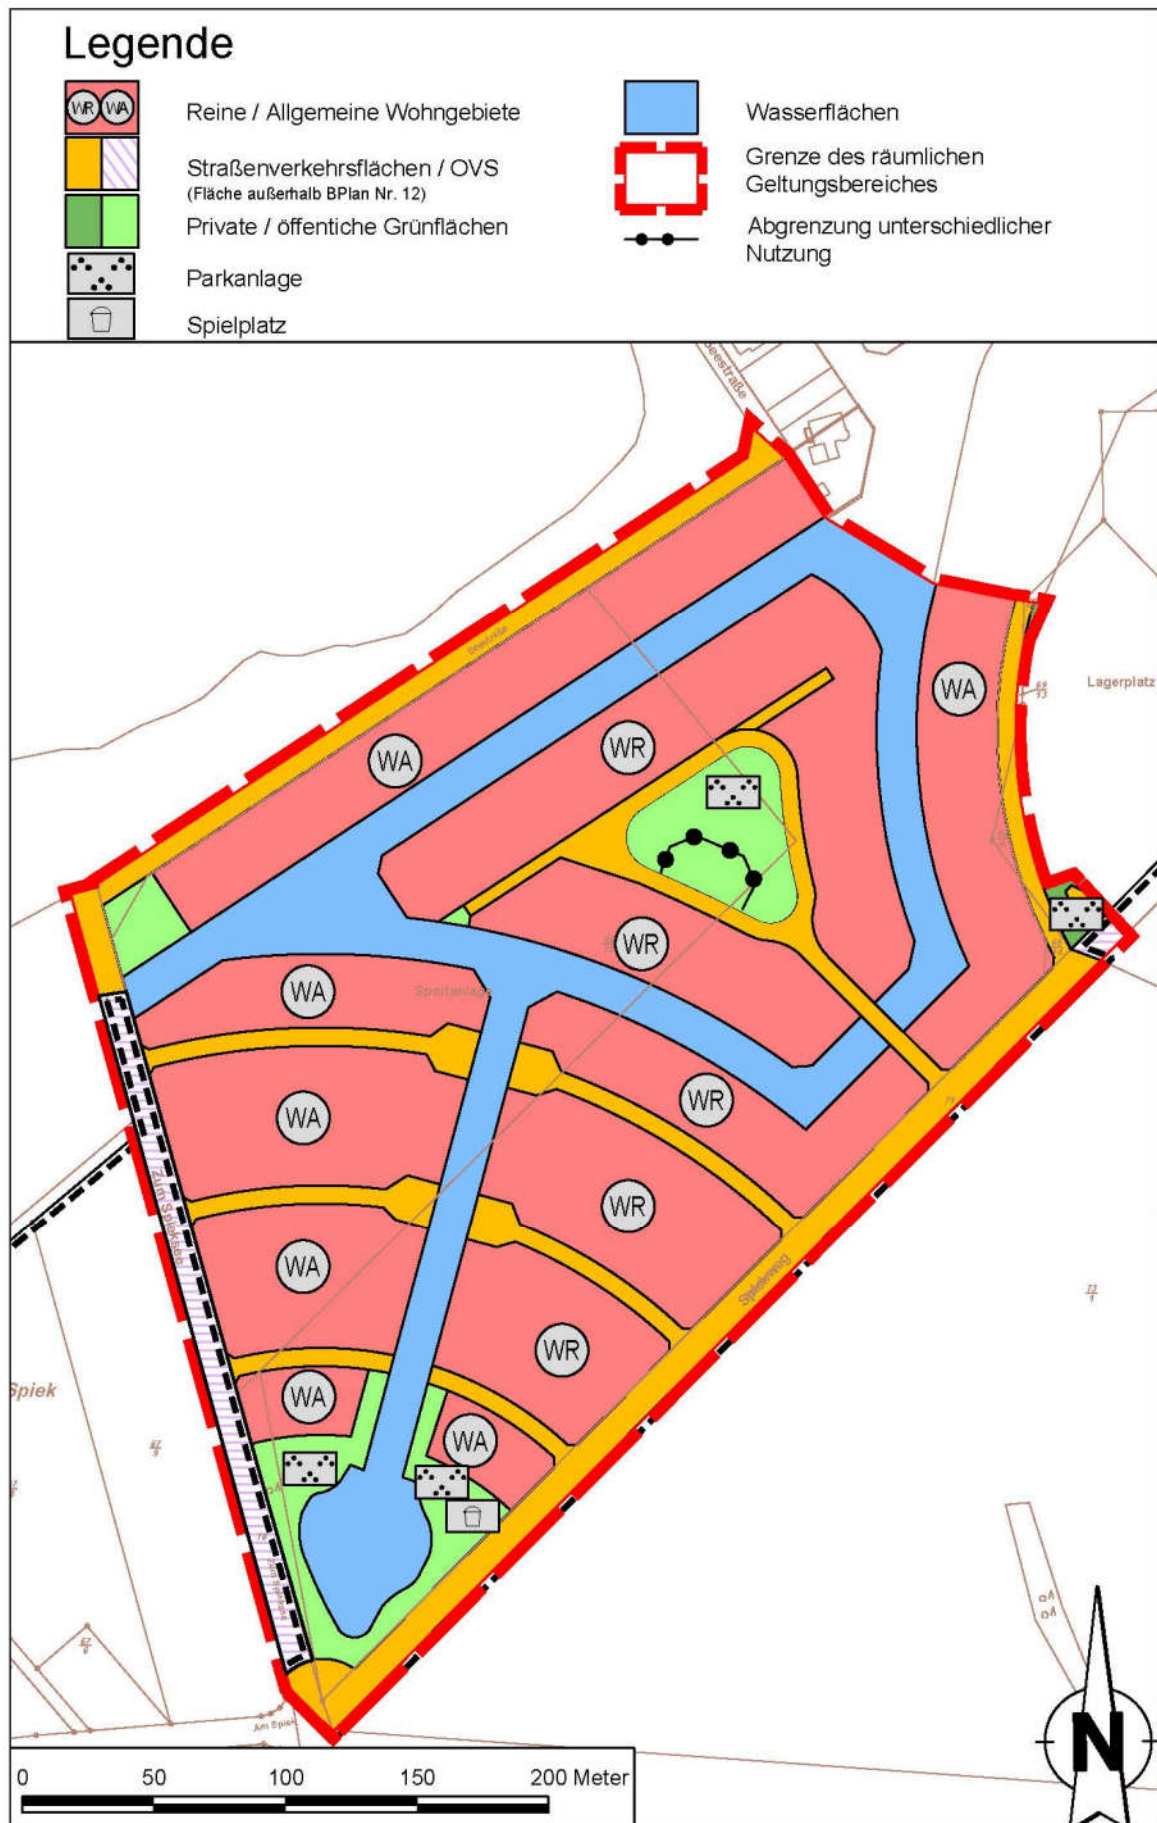 Legende
WR WA
Reine / Allgemeine Wohngebiete
Straßenverkehrsflächen / OVS
(Fläche außerhalb BPlan Nr. 12)
Private / öffentiche Grünflächen
Parkanlage
Spielplatz
Wasserflächen
Grenze des räumlichen
Geltungsbereiches
Abgrenzung unterschiedlicher
Nutzung
Seestraße
Seestraße
Lagerplatz
WA
WR
WA
WR
WA
Sportanlage
WR
WA
Zum Spieksee
WR
WA
Spiekweg
WR
Spiek
WA
WA
Am Spiek
N
0 50 100 150 200 Meter